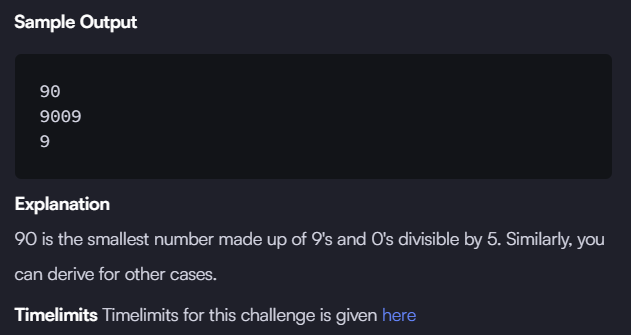 Sample Output
90
9009
9
Explanation
90 is the smallest number made up of 9's and 0's divisible by 5. Similarly, you
can derive for other cases.
Timelimits Timelimits for this challenge is given here